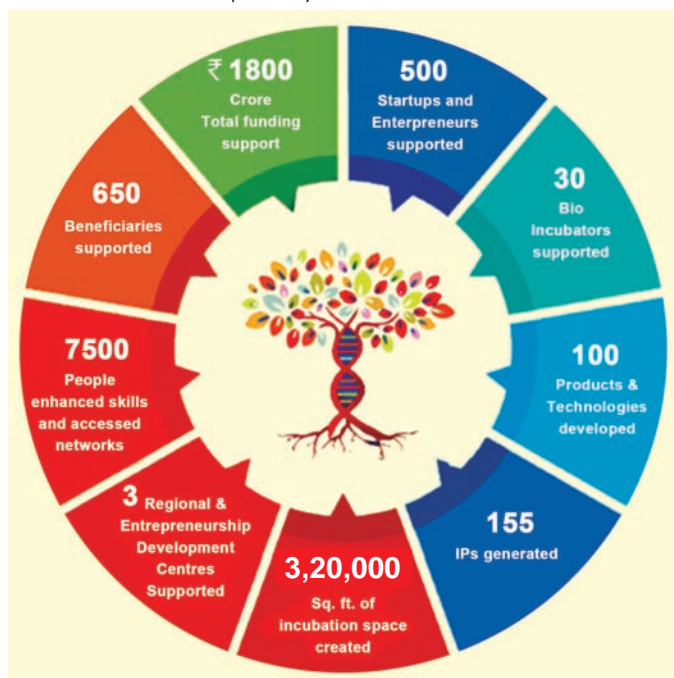 ₹ 1800
Crore
Total funding
support
500
Startups and
Enterpreneurs
supported
30
Bio
Incubators
supported
100
Products &
Technologies
developed
155
IPs generated
3,20,000
Sq. ft. of
incubation space
created
3 Regional &
Entrepreneurship
Development
Centres
Supported
7500
People
enhanced skills
and accessed
networks
650
Beneficiaries
supported